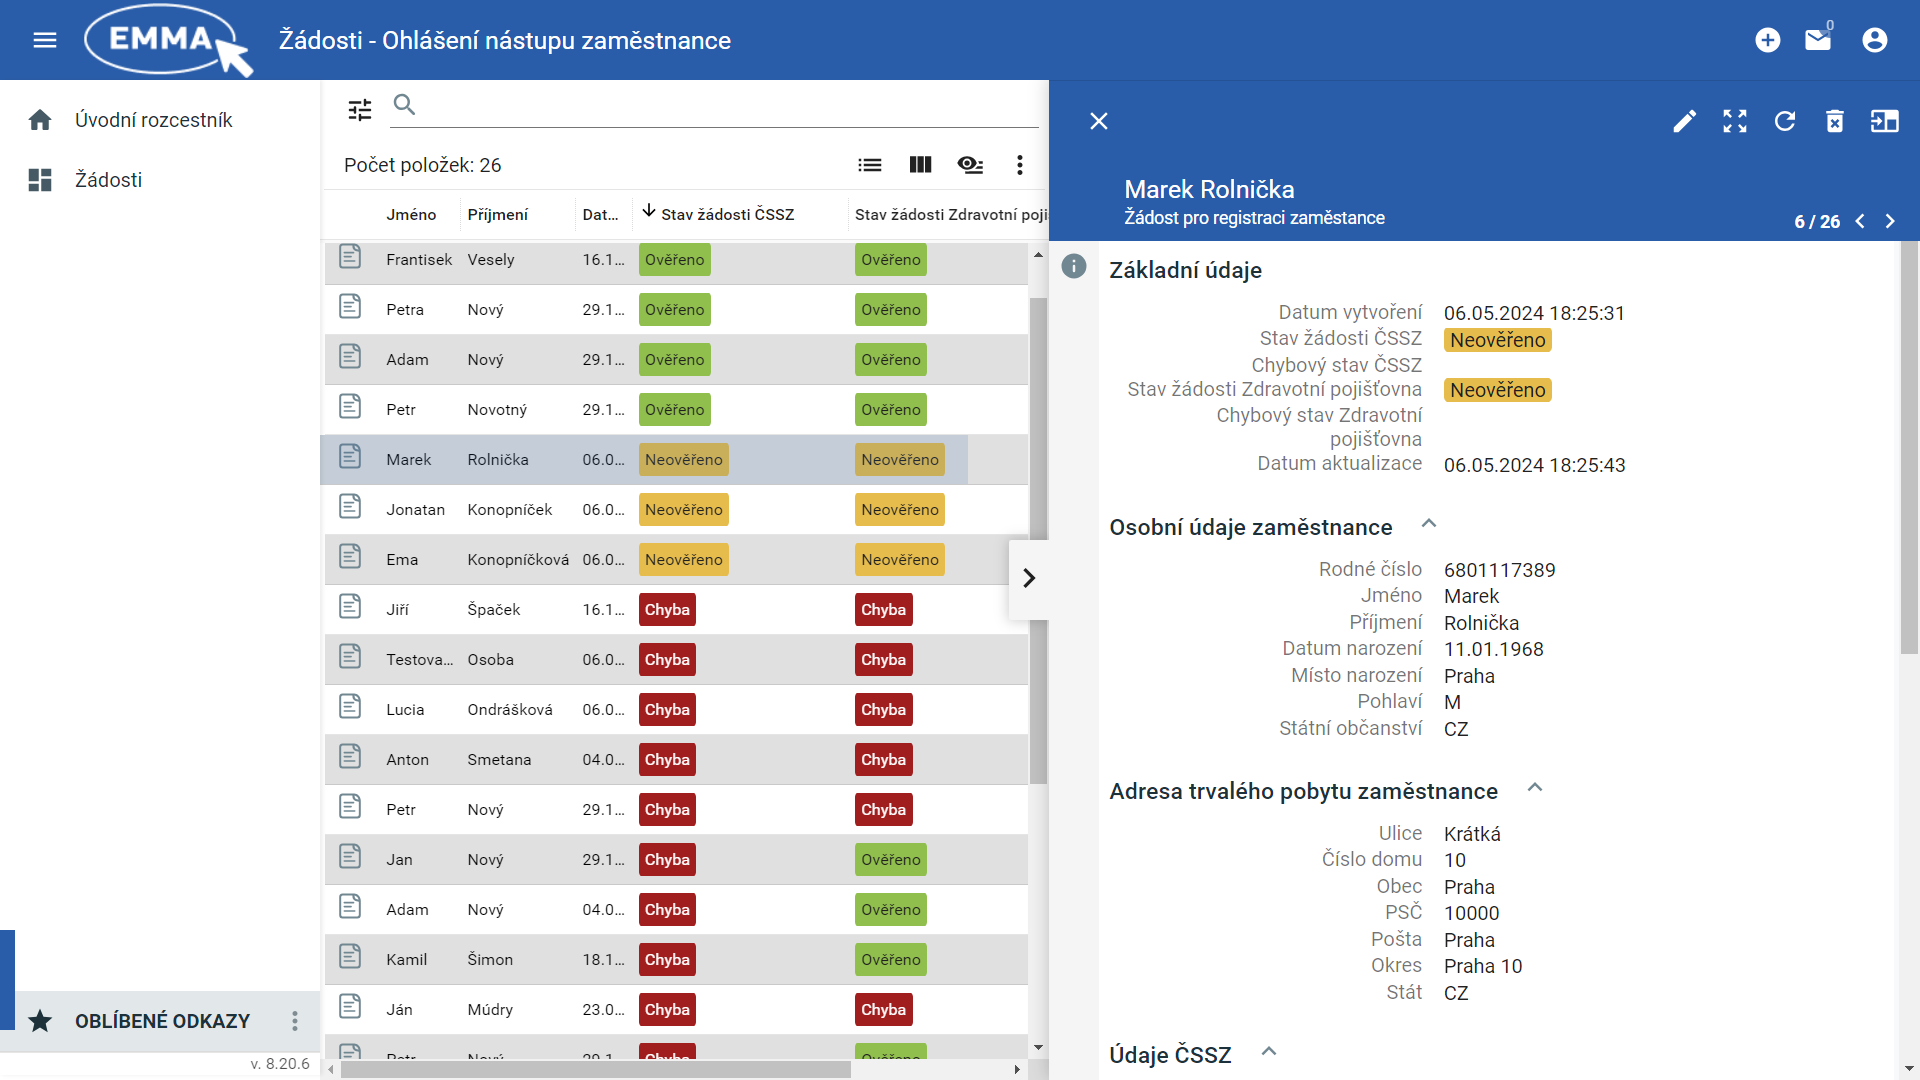 EMMA
Žádosti - Ohlášení nástupu zaměstnance
0
Úvodní rozcestník
Žádosti
OBLÍBENÉ ODKAZY
v. 8.20.6
Počet položek: 26
Jméno Příjmení Dat... Stav žádosti ČSSZ Stav žádosti Zdravotní poji
Frantisek Vesely 16.1... Ověřeno Ověřeno
Petra Nový 29.1... Ověřeno Ověřeno
Adam Nový 29.1... Ověřeno Ověřeno
Petr Novotný 29.1... Ověřeno Ověřeno
Marek Rolnička 06.0... Neověřeno Neověřeno
Jonatan Konopníček 06.0... Neověřeno Neověřeno
Ema Konopníčková 06.0... Neověřeno Neověřeno
Jiří Špaček 16.1... Chyba Chyba
Testova... Osoba 06.0... Chyba Chyba
Lucia Ondrášková 06.0... Chyba Chyba
Anton Smetana 04.0... Chyba Chyba
Petr Nový 29.1... Chyba Chyba
Jan Nový 29.1... Chyba Ověřeno
Adam Nový 04.0... Chyba Ověřeno
Kamil Šimon 18.1... Chyba Ověřeno
Ján Múdry 23.0... Chyba Chyba
Petr Nový 29.1... Chyba Ověřeno
Marek Rolnička
Žádost pro registraci zaměstance
6 / 26
Základní údaje
Datum vytvoření 06.05.2024 18:25:31
Stav žádosti ČSSZ Neověřeno
Chybový stav ČSSZ
Stav žádosti Zdravotní pojišťovna Neověřeno
Chybový stav Zdravotní
pojišťovna
Datum aktualizace 06.05.2024 18:25:43
Osobní údaje zaměstnance
Rodné číslo 6801117389
Jméno Marek
Příjmení Rolnička
Datum narození 11.01.1968
Místo narození Praha
Pohlaví M
Státní občanství CZ
Adresa trvalého pobytu zaměstnance
Ulice Krátká
Číslo domu 10
Obec Praha
PSČ 10000
Pošta Praha
Okres Praha 10
Stát CZ
Údaje ČSSZ